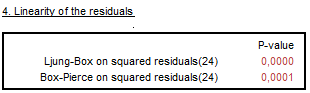 4. Linearity of the residuals
P-value
Ljung-Box on squared residuals(24) 0,0000
Box-Pierce on squared residuals(24) 0,0001